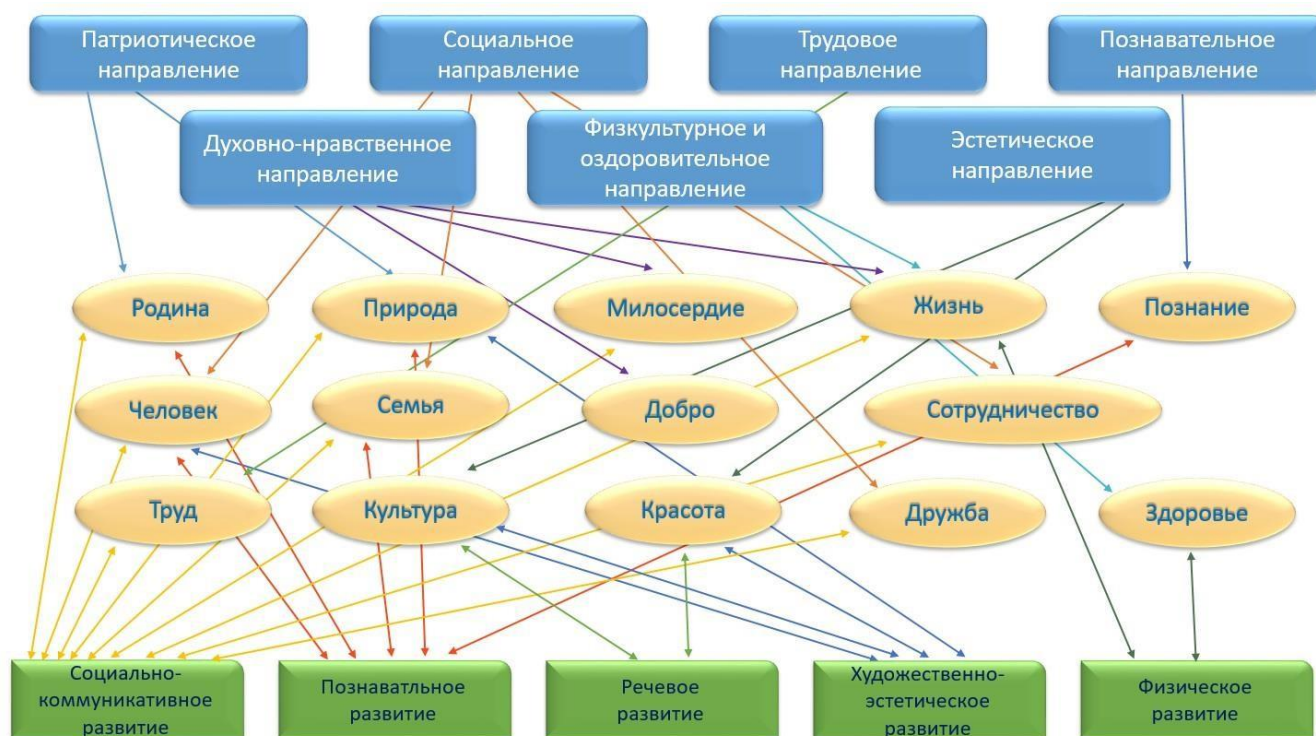 Патриотическое
направление
Социальное
направление
Трудовое
направление
Познавательное
направление
Духовно-нравственное
направление
Физкультурное и
оздоровительное
направление
Эстетическое
направление
Родина
Природа
Милосердие
Жизнь
Познание
Человек
Семья
Добро
Сотрудничество
Труд
Культура
Красота
Дружба
Здоровье
Социально-
коммуникативное
развитие
Познаватльное
развитие
Речевое
развитие
Художественно-
эстетическое
развитие
Физическое
развитие